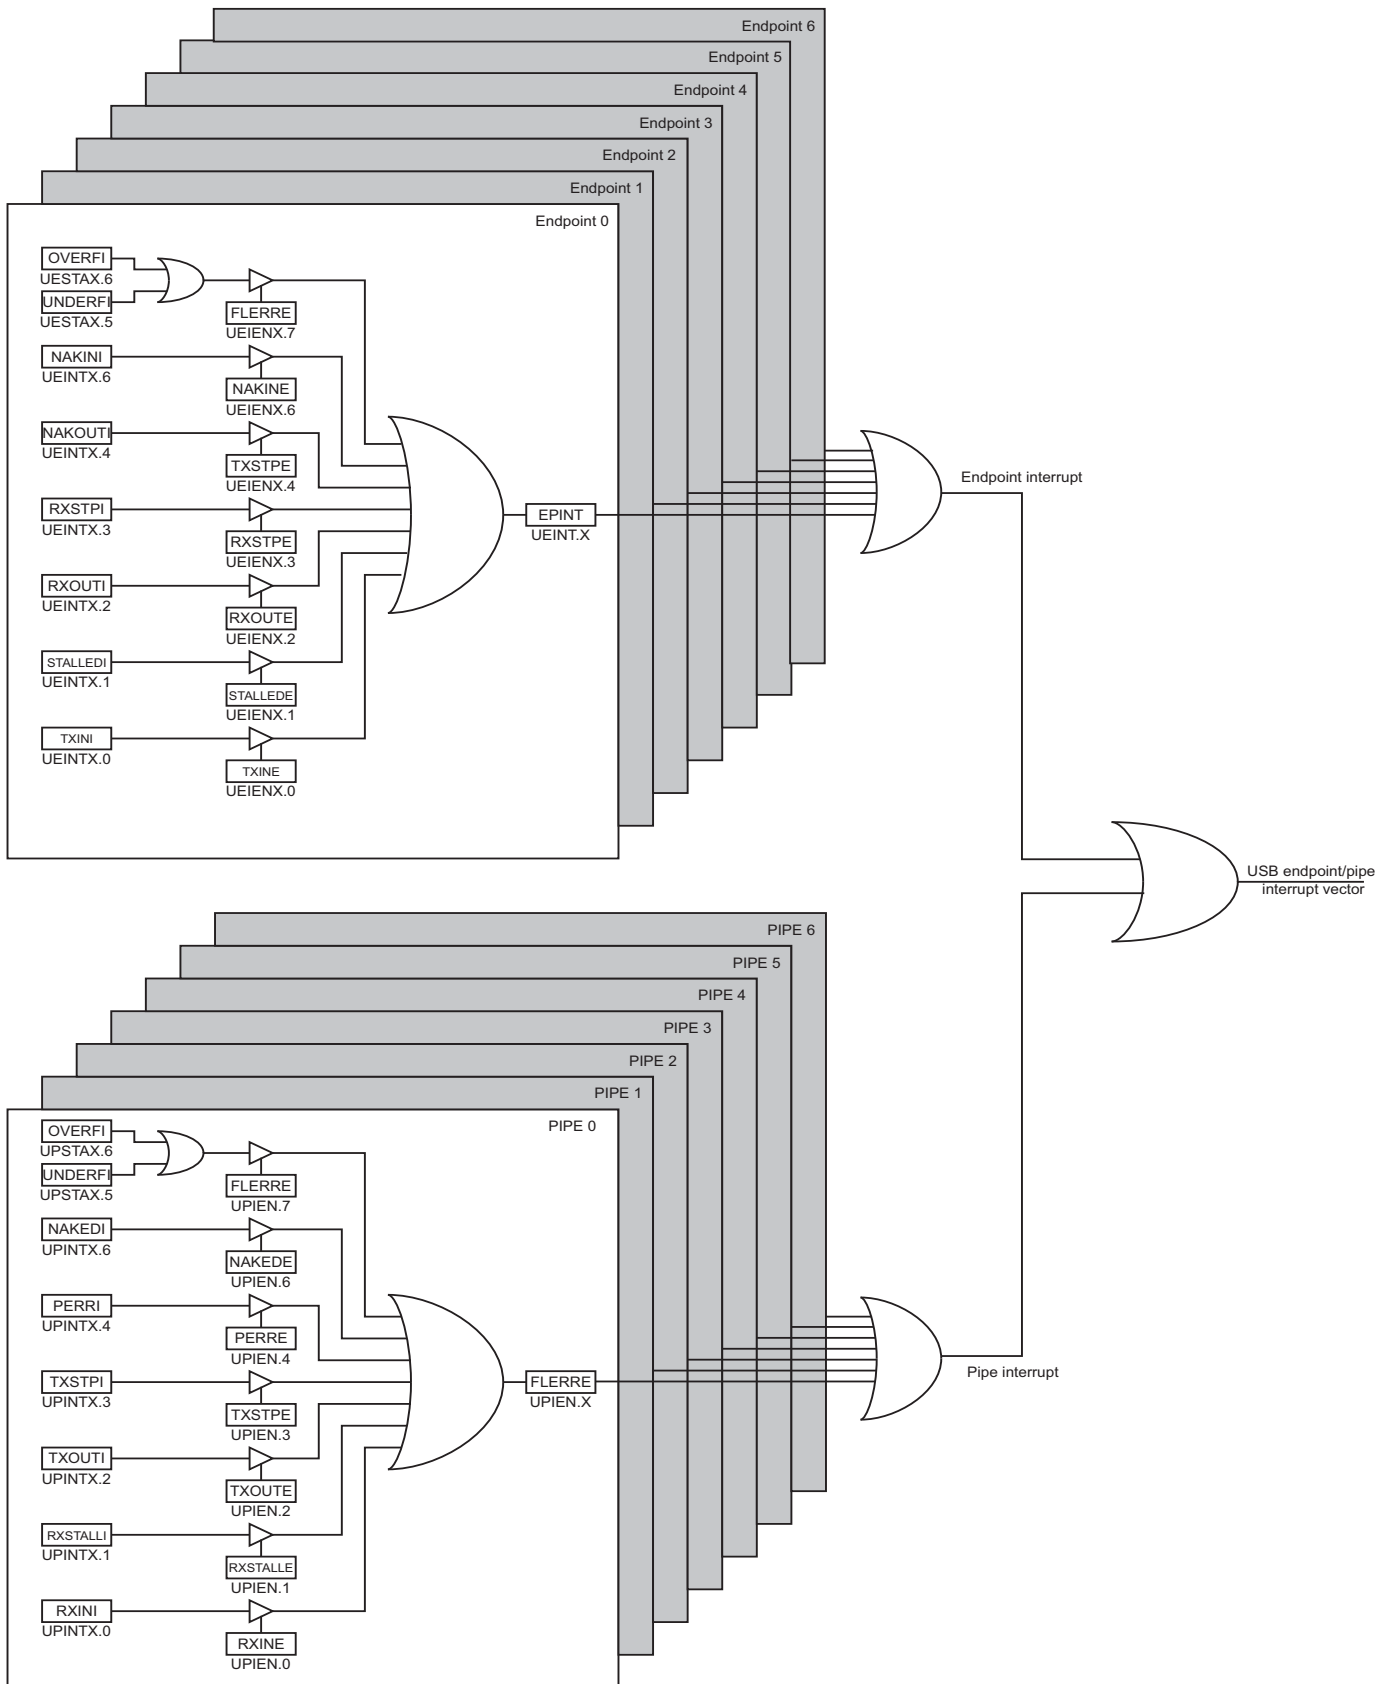 Endpoint 6
Endpoint 5
Endpoint 4
Endpoint 3
Endpoint 2
Endpoint 1
Endpoint 0
OVERFI
UESTAX.6
UNDERFI
UESTAX.5
FLERRE
UEIENX.7
NAKINI
UEINTX.6
NAKINE
UEIENX.6
NAKOUTI
UEINTX.4
TXSTPE
UEIENX.4
RXSTPI
UEINTX.3
RXSTPE
UEIENX.3
RXOUTI
UEINTX.2
RXOUTE
UEIENX.2
STALLEDI
UEINTX.1
STALLEDE
UEIENX.1
TXINI
UEINTX.0
TXINE
UEIENX.0
EPINT
UEINT.X
Endpoint interrupt
USB endpoint/pipe
interrupt vector
PIPE 6
PIPE 5
PIPE 4
PIPE 3
PIPE 2
PIPE 1
PIPE 0
OVERFI
UPSTAX.6
UNDERFI
UPSTAX.5
FLERRE
UPIEN.7
NAKEDI
UPINTX.6
NAKEDE
UPIEN.6
PERRI
UPINTX.4
PERRE
UPIEN.4
TXSTPI
UPINTX.3
TXSTPE
UPIEN.3
TXOUTI
UPINTX.2
TXOUTE
UPIEN.2
RXSTALLI
UPINTX.1
RXSTALLE
UPIEN.1
RXINI
UPINTX.0
RXINE
UPIEN.0
FLERRE
UPIEN.X
Pipe interrupt